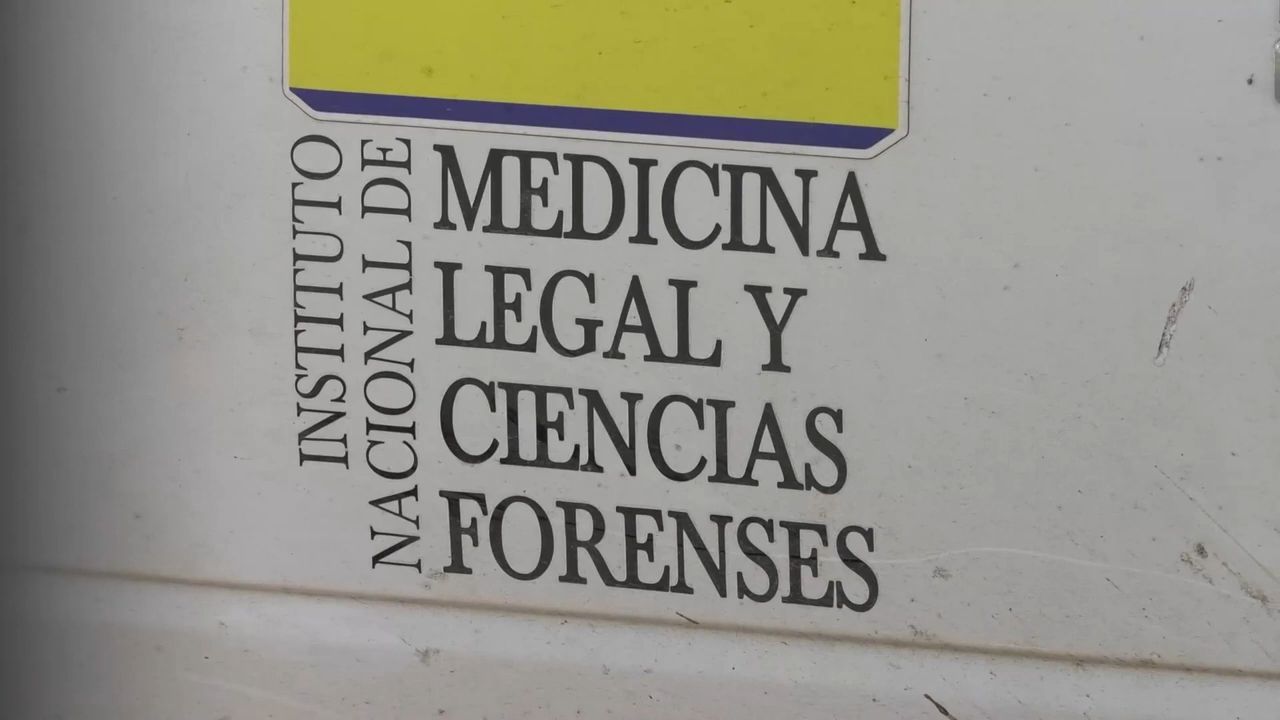 INSTITUTO
NACIONAL DE
MEDICINA
LEGAL Y
CIENCIAS
FORENSES